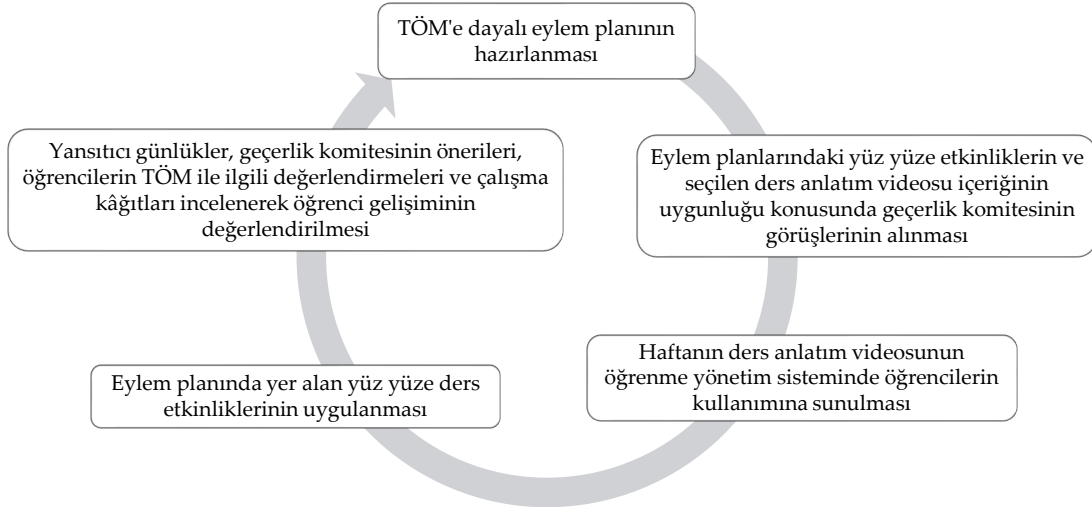 TÖM'e dayalı eylem planının
hazırlanması
Eylem planlarındaki yüz yüze etkinliklerin ve
seçilen ders anlatım videosu içeriğinin
uygunluğu konusunda geçerlik komitesinin
görüşlerinin alınması
Haftanın ders anlatım videosunun
öğrenme yönetim sisteminde öğrencilerin
kullanımına sunulması
Eylem planında yer alan yüz yüze ders
etkinliklerinin uygulanması
Yansıtıcı günlükler, geçerlik komitesinin önerileri,
öğrencilerin TÖM ile ilgili değerlendirmeleri ve çalışma
kâğıtları incelenerek öğrenci gelişiminin
değerlendirilmesi